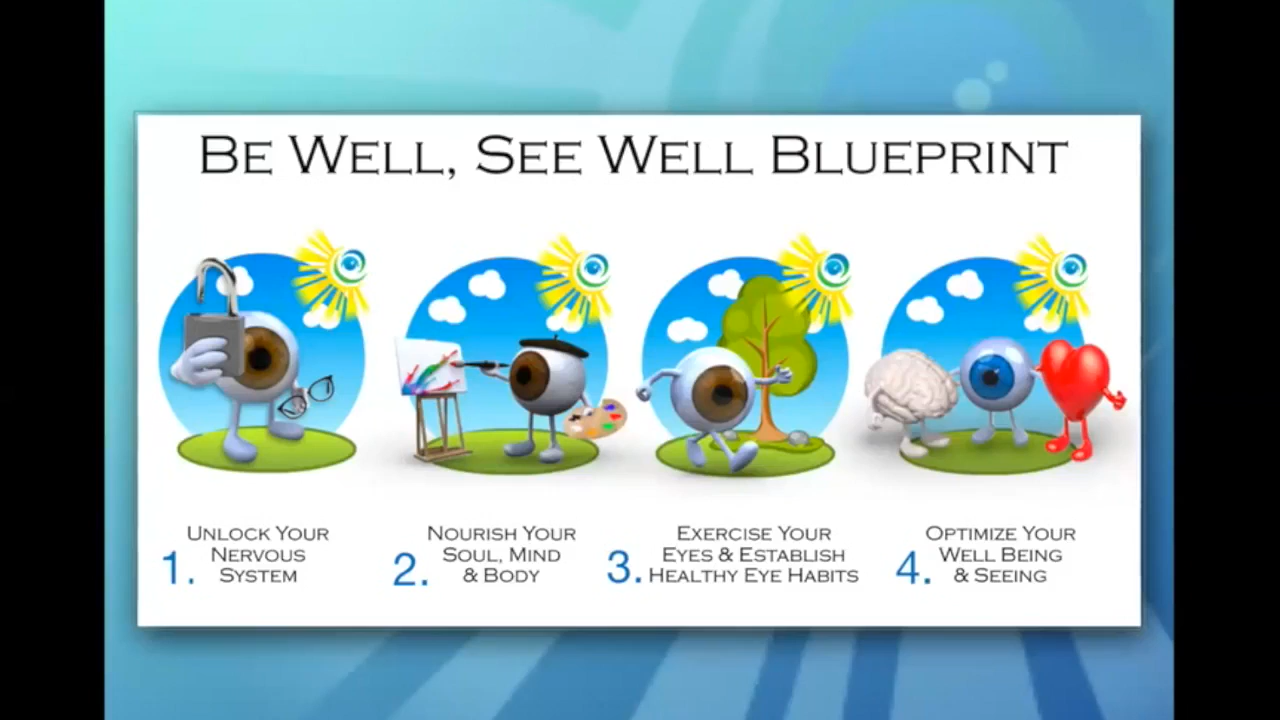 BE WELL, SEE WELL BLUEPRINT
1. UNLOCK YOUR
NERVOUS
SYSTEM
2. NOURISH YOUR
SOUL, MIND
& BODY
3. EXERCISE YOUR
EYES & ESTABLISH
HEALTHY EYE HABITS
4. OPTIMIZE YOUR
WELL BEING
& SEEING